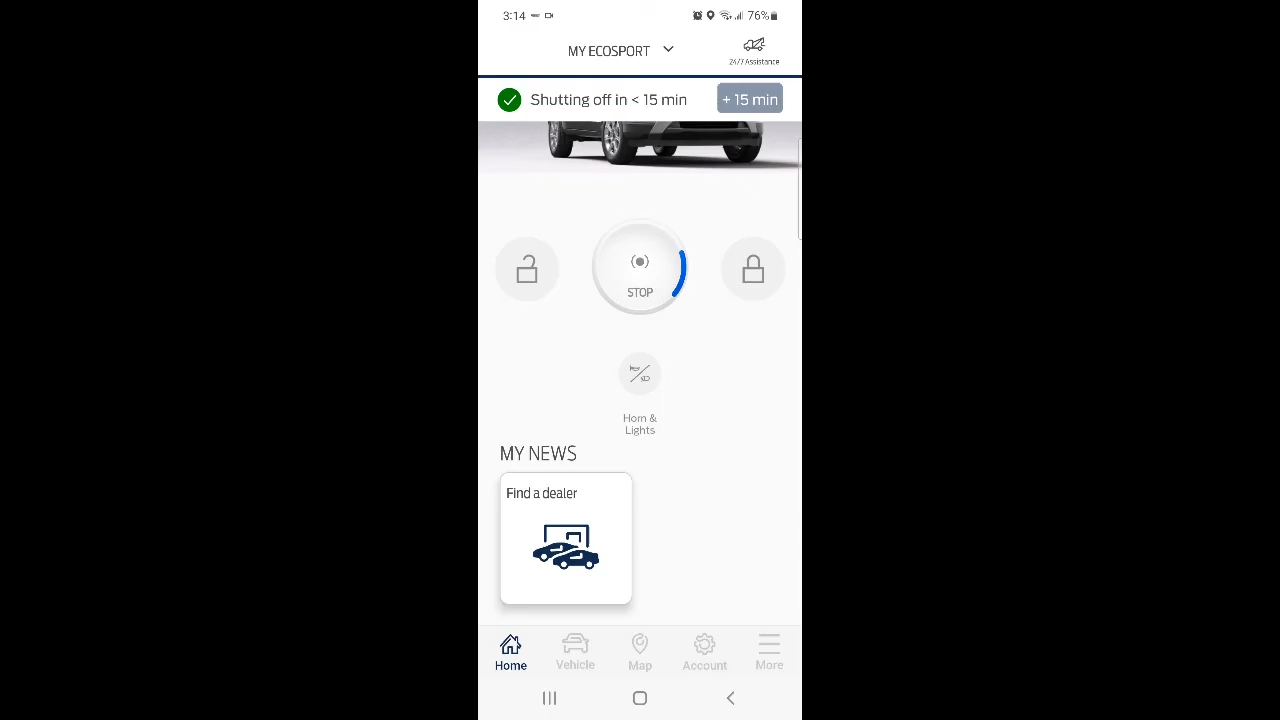 3:14
76%
MY ECOSPORT
24/7 Assistance
Shutting off in < 15 min
+ 15 min
STOP
Horn &
Lights
MY NEWS
Find a dealer
Home
Vehicle
Map
Account
More